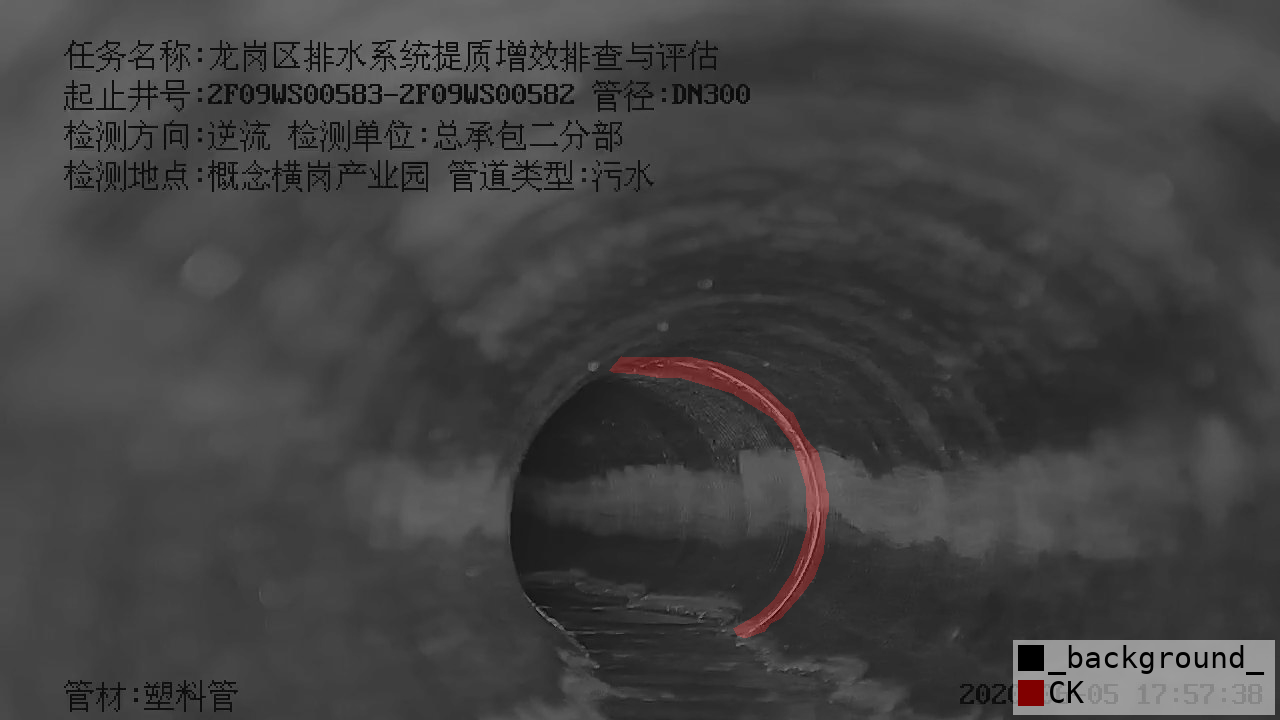 任务名称:龙岗区排水系统提质增效排查与评估
起止井号:ZF09WS00583-ZF09WS00582 管径:DN300
检测方向:逆流 检测单位:总承包二分部
检测地点:概念横岗产业园 管道类型:污水
_background_
管材:塑料管
CK 05 17:57:38